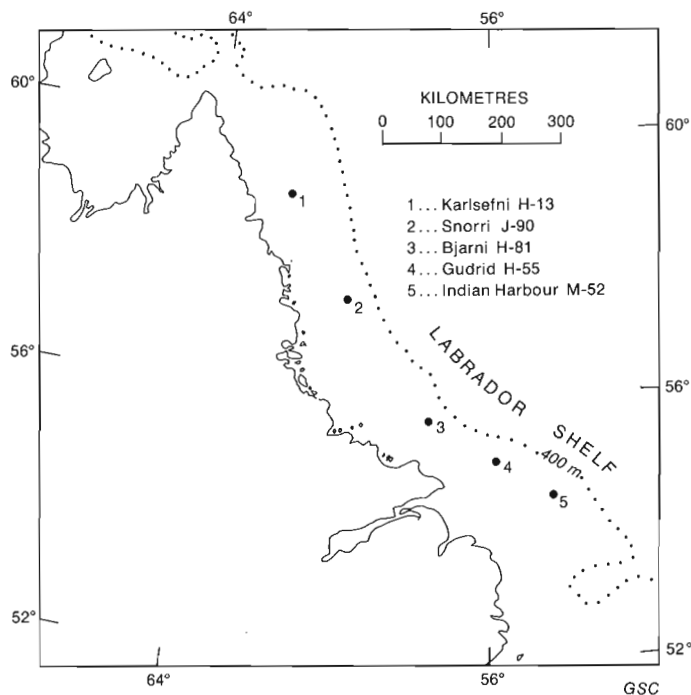 64°
56°
60°
KILOMETRES
0 100 200 300
60°
1
1... Karlsefni H-13
2... Snorri J-90
3... Bjarni H-81
4... Gudrid H-55
5... Indian Harbour M-52
2
56°
LABRADOR SHELF
56°
3
400 m
4
5
52°
52°
64°
56°
GSC